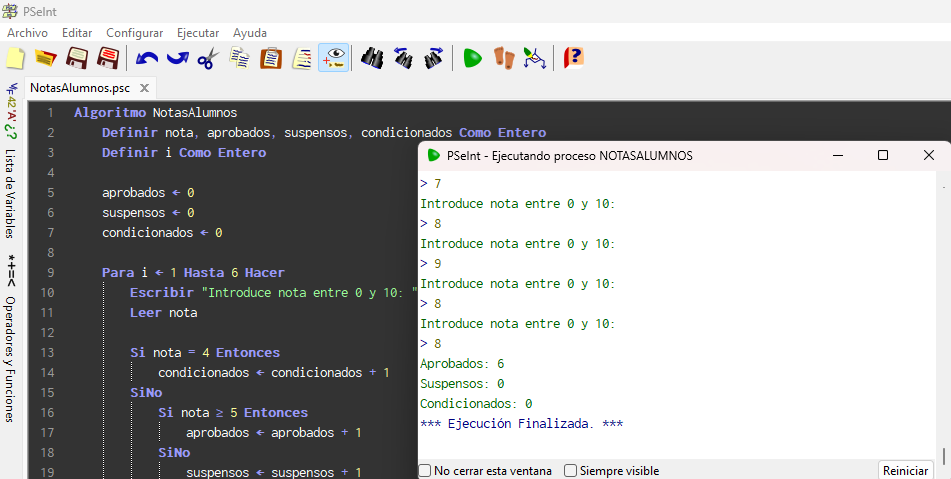 PSeInt
Archivo Editar Configurar Ejecutar Ayuda
NotasAlumnos.psc
Lista de Variables
Operadores y Funciones
1 Algoritmo NotasAlumnos
2 Definir nota, aprobados, suspensos, condicionados Como Entero
3 Definir i Como Entero
4
5 aprobados ← 0
6 suspensos ← 0
7 condicionados ← 0
8
9 Para i ← 1 Hasta 6 Hacer
10 Escribir "Introduce nota entre 0 y 10: "
11 Leer nota
12
13 Si nota = 4 Entonces
14 condicionados ← condicionados + 1
15 SiNo
16 Si nota ≥ 5 Entonces
17 aprobados ← aprobados + 1
18 SiNo
19 suspensos ← suspensos + 1
PSeInt - Ejecutando proceso NOTASALUMNOS
> 7
Introduce nota entre 0 y 10:
> 8
Introduce nota entre 0 y 10:
> 9
Introduce nota entre 0 y 10:
> 8
Introduce nota entre 0 y 10:
> 8
Aprobados: 6
Suspensos: 0
Condicionados: 0
*** Ejecución Finalizada. ***
No cerrar esta ventana Siempre visible Reiniciar